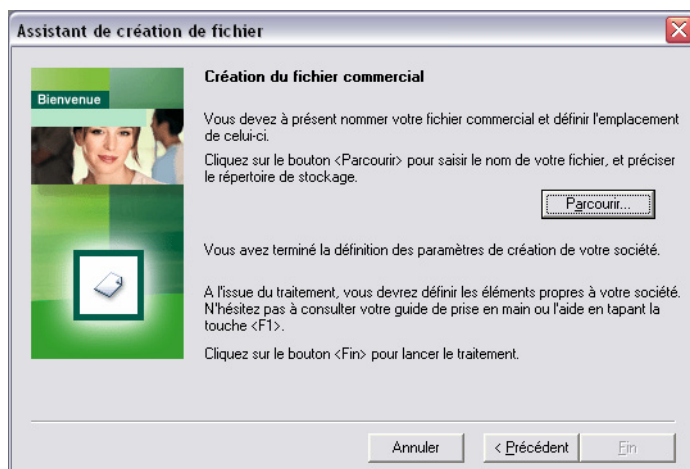 Assistant de création de fichier
Bienvenue
Création du fichier commercial
Vous devez à présent nommer votre fichier commercial et définir l'emplacement
de celui-ci.
Cliquez sur le bouton <Parcourir> pour saisir le nom de votre fichier, et préciser
le répertoire de stockage.
Parcourir...
Vous avez terminé la définition des paramètres de création de votre société.
A l'issue du traitement, vous devrez définir les éléments propres à votre société.
N'hésitez pas à consulter votre guide de prise en main ou l'aide en tapant la
touche <F1>.
Cliquez sur le bouton <Fin> pour lancer le traitement.
Annuler
< Précédent
Fin